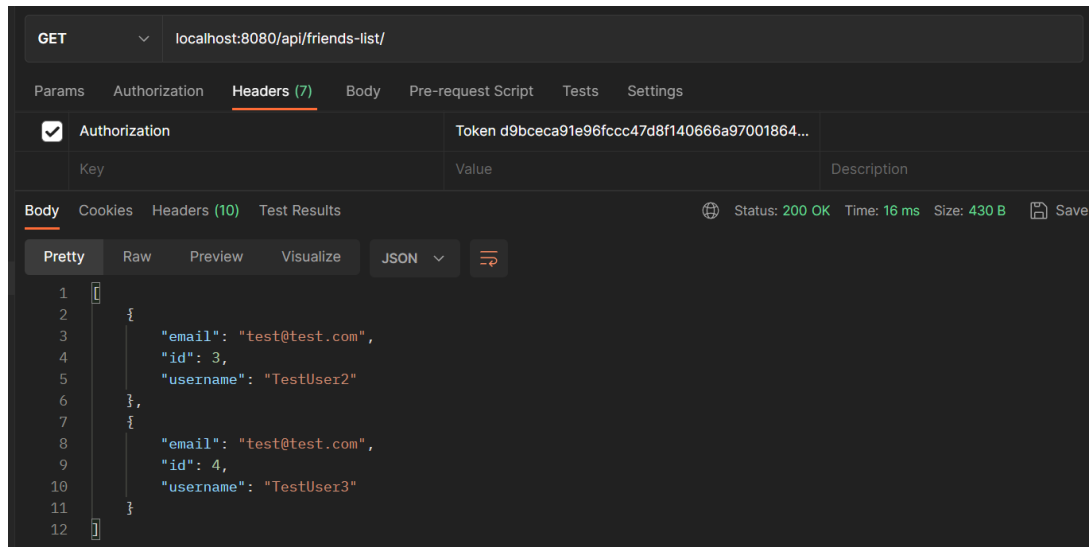 GET localhost:8080/api/friends-list/
Params Authorization Headers (7) Body Pre-request Script Tests Settings
Authorization Token d9bceca91e96fccc47d8f140666a97001864...
Key Value Description
Body Cookies Headers (10) Test Results Status: 200 OK Time: 16 ms Size: 430 B Save
Pretty Raw Preview Visualize JSON
1 [
2 {
3 "email": "test@test.com",
4 "id": 3,
5 "username": "TestUser2"
6 },
7 {
8 "email": "test@test.com",
9 "id": 4,
10 "username": "TestUser3"
11 }
12 ]